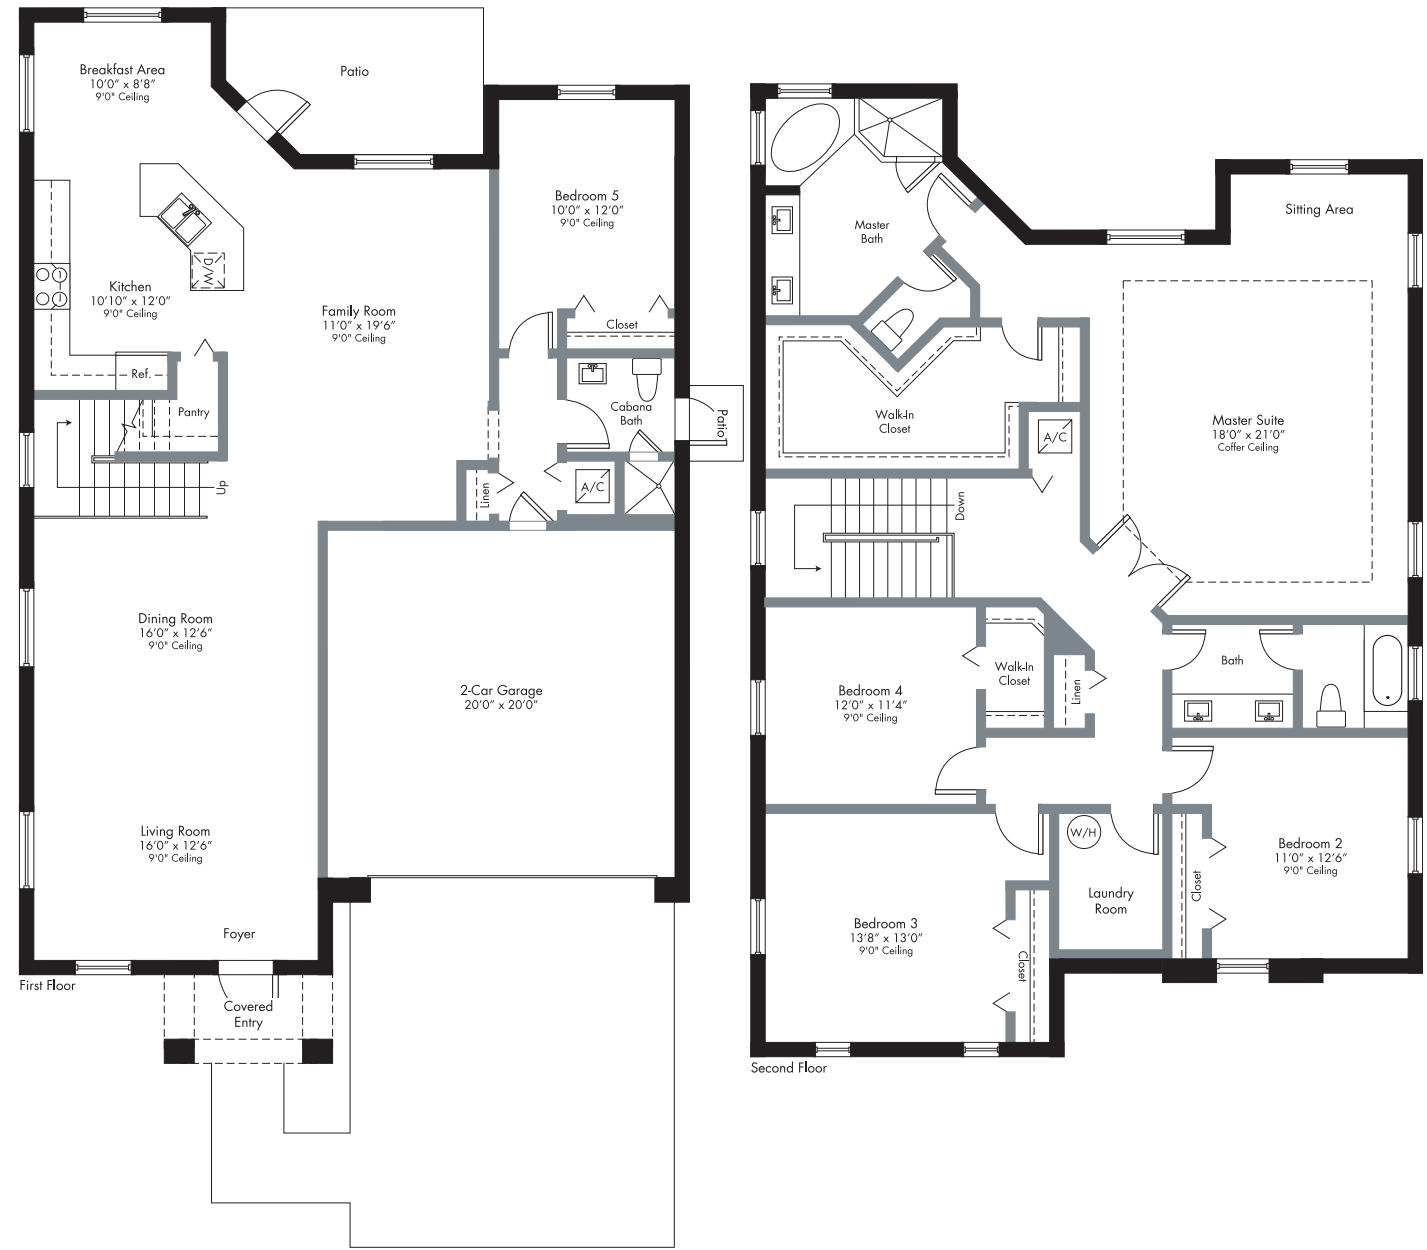 Breakfast Area
10'0" x 8'8"
9'0" Ceiling
Patio
Bedroom 5
10'0" x 12'0"
9'0" Ceiling
Closet
D/W
Kitchen
10'10" x 12'0"
9'0" Ceiling
Family Room
11'0" x 19'6"
9'0" Ceiling
Ref.
Pantry
Cabana
Bath
Patio
Up
Linen
A/C
Dining Room
16'0" x 12'6"
9'0" Ceiling
2-Car Garage
20'0" x 20'0"
Living Room
16'0" x 12'6"
9'0" Ceiling
Foyer
First Floor
Covered
Entry
Sitting Area
Master
Bath
Walk-In
Closet
A/C
Master Suite
18'0" x 21'0"
Coffer Ceiling
Down
Walk-In
Closet
Linen
Bath
Bedroom 4
12'0" x 11'4"
9'0" Ceiling
W/H
Laundry
Room
Closet
Bedroom 2
11'0" x 12'6"
9'0" Ceiling
Bedroom 3
13'8" x 13'0"
9'0" Ceiling
Closet
Second Floor